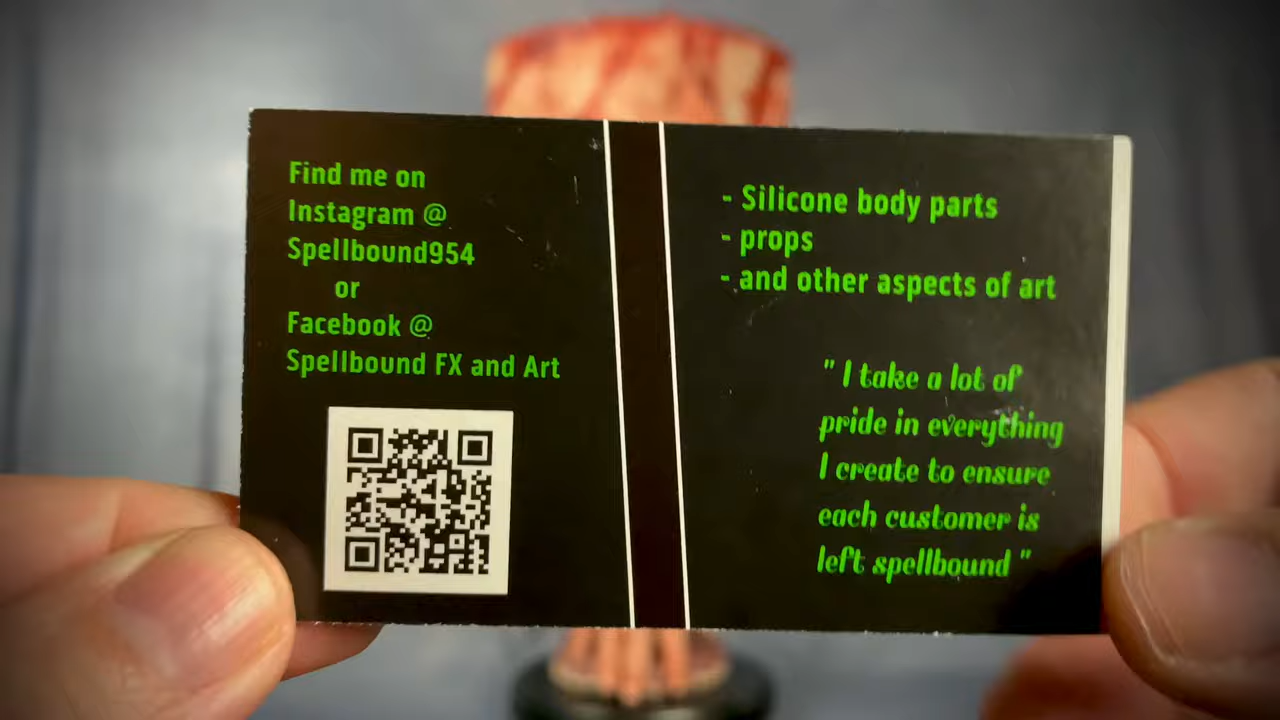 Find me on
Instagram @
Spellbound954
or
Facebook @
Spellbound FX and Art
- Silicone body parts
- props
- and other aspects of art
" I take a lot of
pride in everything
I create to ensure
each customer is
left spellbound "